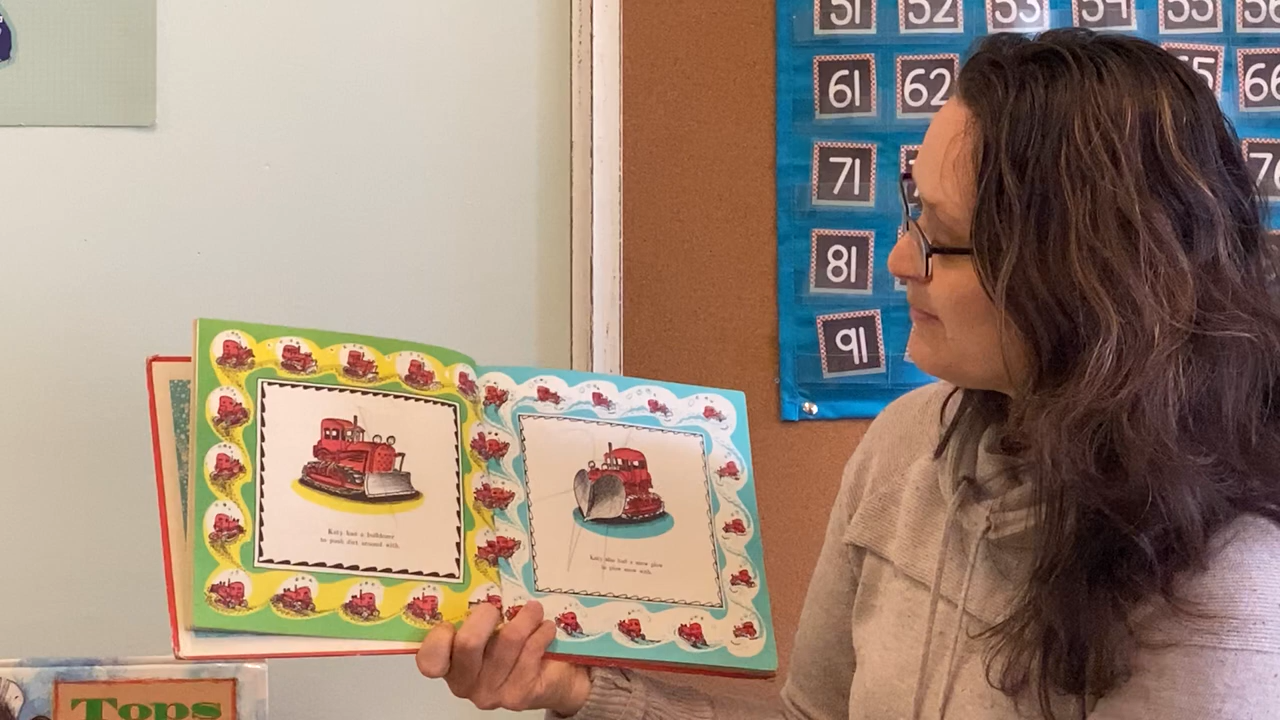 51 52 53 54 55 56
61 62 65 66
71 76
81
91
Katy had a bulldozer
to push dirt around with.
Katy also had a snow plow
to plow snow with.
Tops